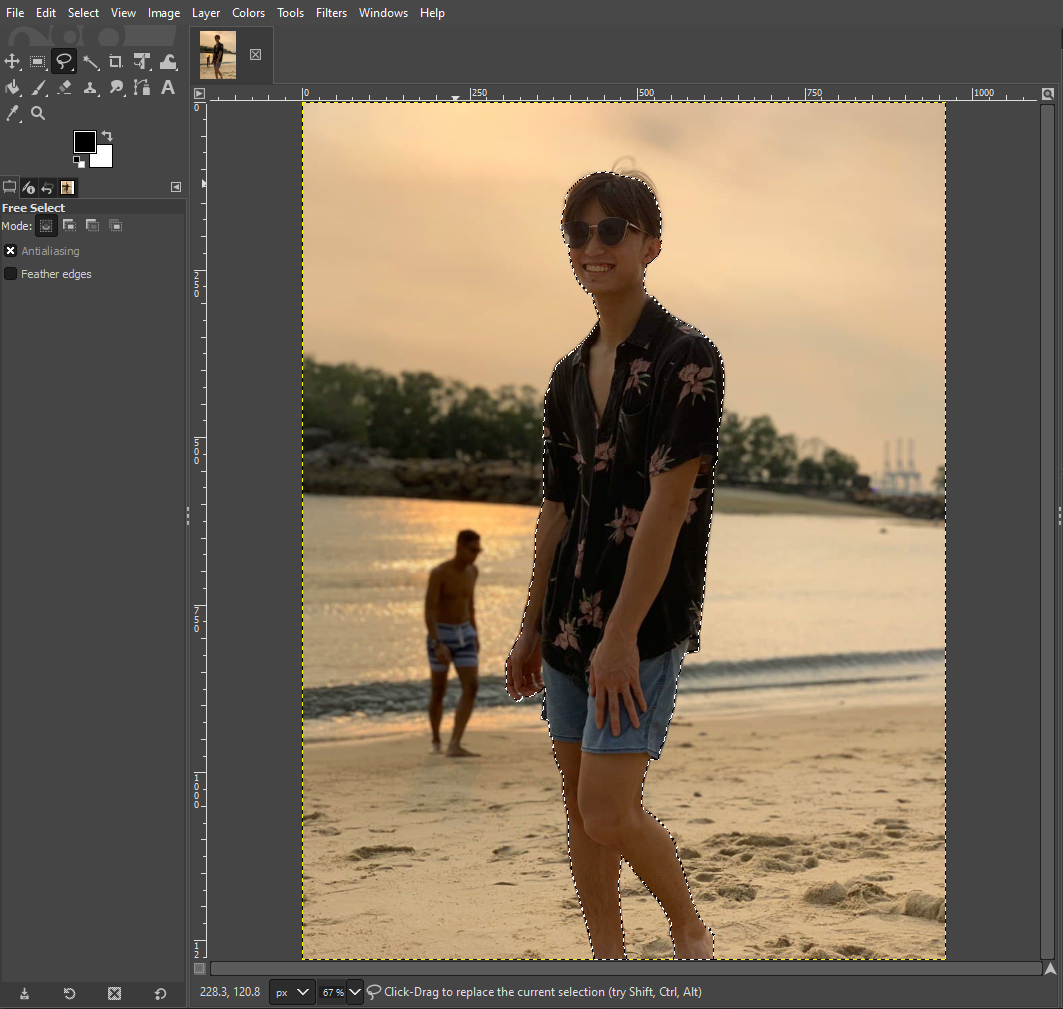 File Edit Select View Image Layer Colors Tools Filters Windows Help
0 250 500 750 1000
Free Select
Mode:
Antialiasing
Feather edges
0
250
500
750
1000
12
228.3, 120.8 px 67 % Click-Drag to replace the current selection (try Shift, Ctrl, Alt)